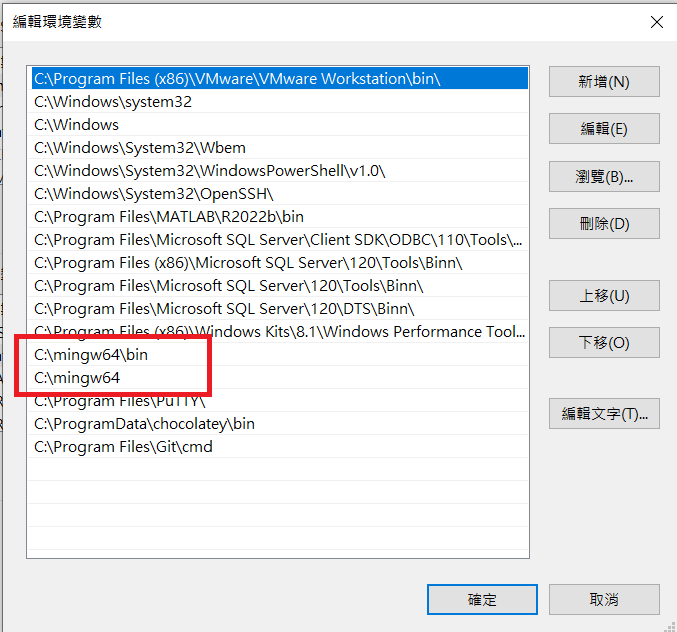 編輯環境變數
C:\Program Files (x86)\VMware\VMware Workstation\bin\
C:\Windows\system32
C:\Windows
C:\Windows\System32\Wbem
C:\Windows\System32\WindowsPowerShell\v1.0\
C:\Windows\System32\OpenSSH\
C:\Program Files\MATLAB\R2022b\bin
C:\Program Files\Microsoft SQL Server\Client SDK\ODBC\110\Tools\...
C:\Program Files (x86)\Microsoft SQL Server\120\Tools\Binn\
C:\Program Files\Microsoft SQL Server\120\Tools\Binn\
C:\Program Files\Microsoft SQL Server\120\DTS\Binn\
C:\Program Files (x86)\Windows Kits\8.1\Windows Performance Tool...
C:\mingw64\bin
C:\mingw64
C:\Program Files\PuTTY\
C:\ProgramData\chocolatey\bin
C:\Program Files\Git\cmd
新增(N)
編輯(E)
瀏覽(B)...
刪除(D)
上移(U)
下移(O)
編輯文字(T)...
確定
取消